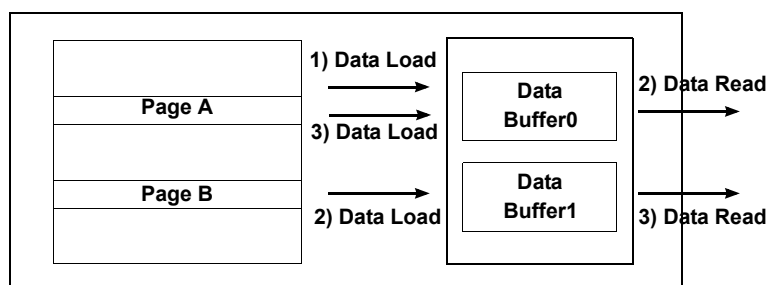 1) Data Load
Page A
3) Data Load
Data
Buffer0
2) Data Read
Page B
2) Data Load
Data
Buffer1
3) Data Read